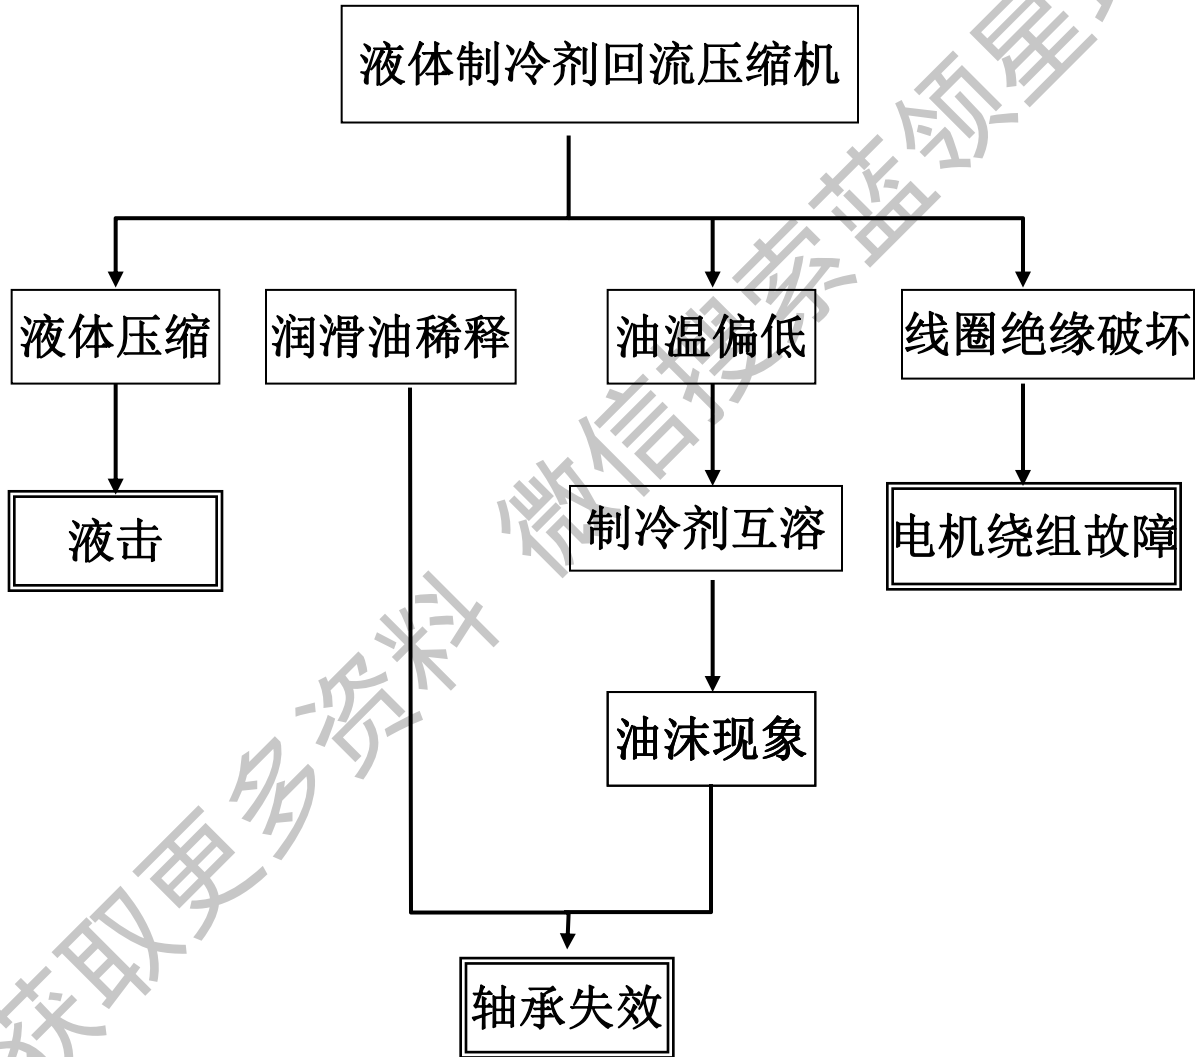 液体制冷剂回流压缩机
液体压缩
润滑油稀释
油温偏低
线圈绝缘破坏
液击
制冷剂互溶
电机绕组故障
油沫现象
轴承失效
获取更多资料 微信搜索蓝领星